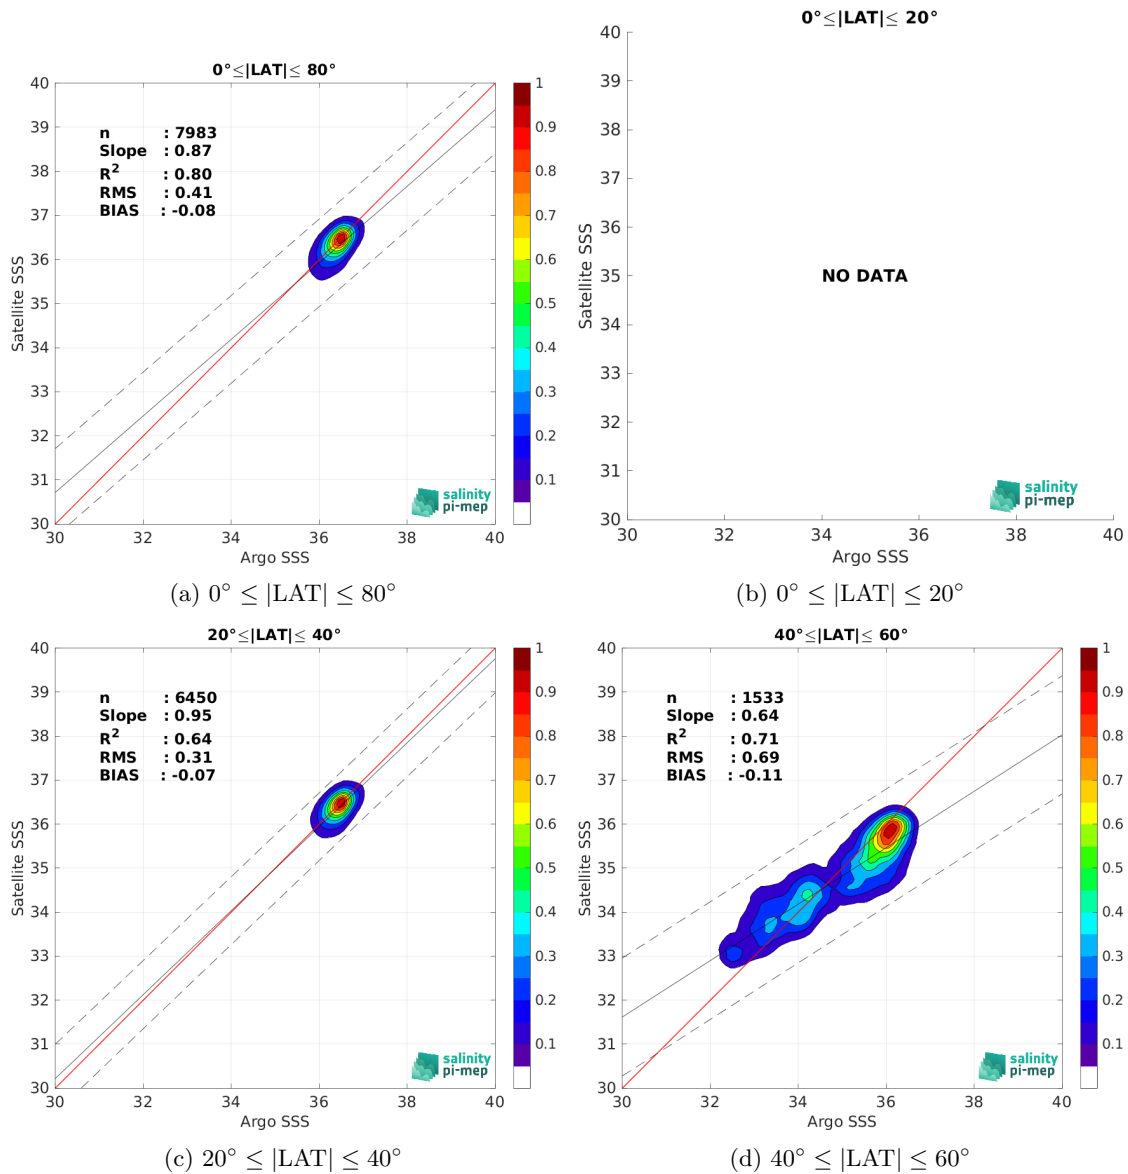 0°≤|LAT|≤ 80°
40
39
38
37
36
35
34
33
32
31
30
Satellite SSS
n : 7983
Slope : 0.87
R² : 0.80
RMS : 0.41
BIAS : -0.08
salinity
pi-mep
30 32 34 36 38 40
Argo SSS
1
0.9
0.8
0.7
0.6
0.5
0.4
0.3
0.2
0.1
(a) 0° ≤ |LAT| ≤ 80°
0°≤|LAT|≤ 20°
40
39
38
37
36
35
34
33
32
31
30
Satellite SSS
NO DATA
salinity
pi-mep
30 32 34 36 38 40
Argo SSS
(b) 0° ≤ |LAT| ≤ 20°
20°≤|LAT|≤ 40°
40
39
38
37
36
35
34
33
32
31
30
Satellite SSS
n : 6450
Slope : 0.95
R² : 0.64
RMS : 0.31
BIAS : -0.07
salinity
pi-mep
30 32 34 36 38 40
Argo SSS
1
0.9
0.8
0.7
0.6
0.5
0.4
0.3
0.2
0.1
(c) 20° ≤ |LAT| ≤ 40°
40°≤|LAT|≤ 60°
40
39
38
37
36
35
34
33
32
31
30
Satellite SSS
n : 1533
Slope : 0.64
R² : 0.71
RMS : 0.69
BIAS : -0.11
salinity
pi-mep
30 32 34 36 38 40
Argo SSS
1
0.9
0.8
0.7
0.6
0.5
0.4
0.3
0.2
0.1
(d) 40° ≤ |LAT| ≤ 60°